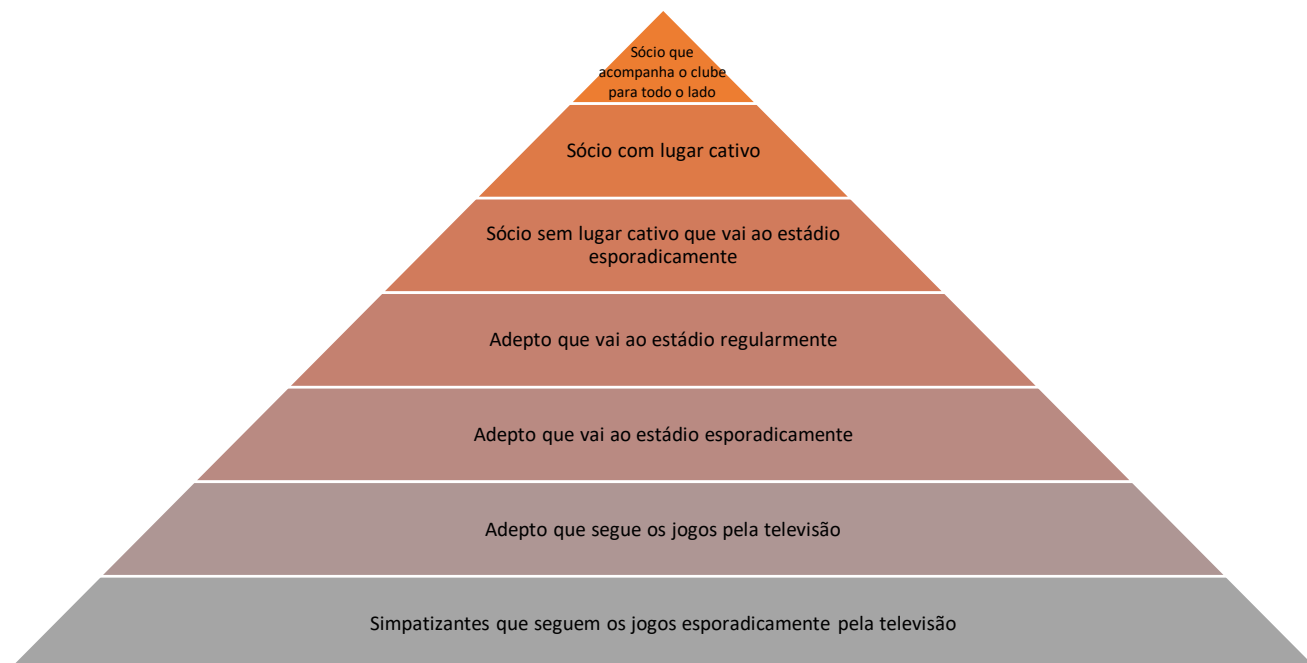 Sócio que
acompanha o clube
para todo o lado
Sócio com lugar cativo
Sócio sem lugar cativo que vai ao estádio
esporadicamente
Adepto que vai ao estádio regularmente
Adepto que vai ao estádio esporadicamente
Adepto que segue os jogos pela televisão
Simpatizantes que seguem os jogos esporadicamente pela televisão